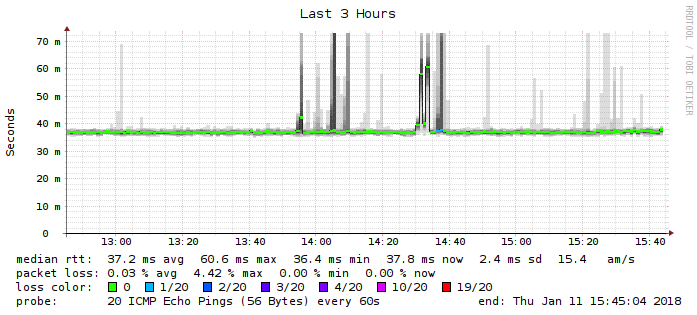 Last 3 Hours
RRDTOOL / TOBI OETIKER
Seconds
70 m
60 m
50 m
40 m
30 m
20 m
10 m
0
13:00 13:20 13:40 14:00 14:20 14:40 15:00 15:20 15:40
median rtt: 37.2 ms avg 60.6 ms max 36.4 ms min 37.8 ms now 2.4 ms sd 15.4 am/s
packet loss: 0.03 % avg 4.42 % max 0.00 % min 0.00 % now
loss color: 0 1/20 2/20 3/20 4/20 10/20 19/20
probe: 20 ICMP Echo Pings (56 Bytes) every 60s end: Thu Jan 11 15:45:04 2018